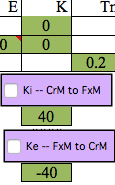 E K Tr
0
0 0
0.2
Ki -- CrM to FxM
40
Ke -- FxM to CrM
-40